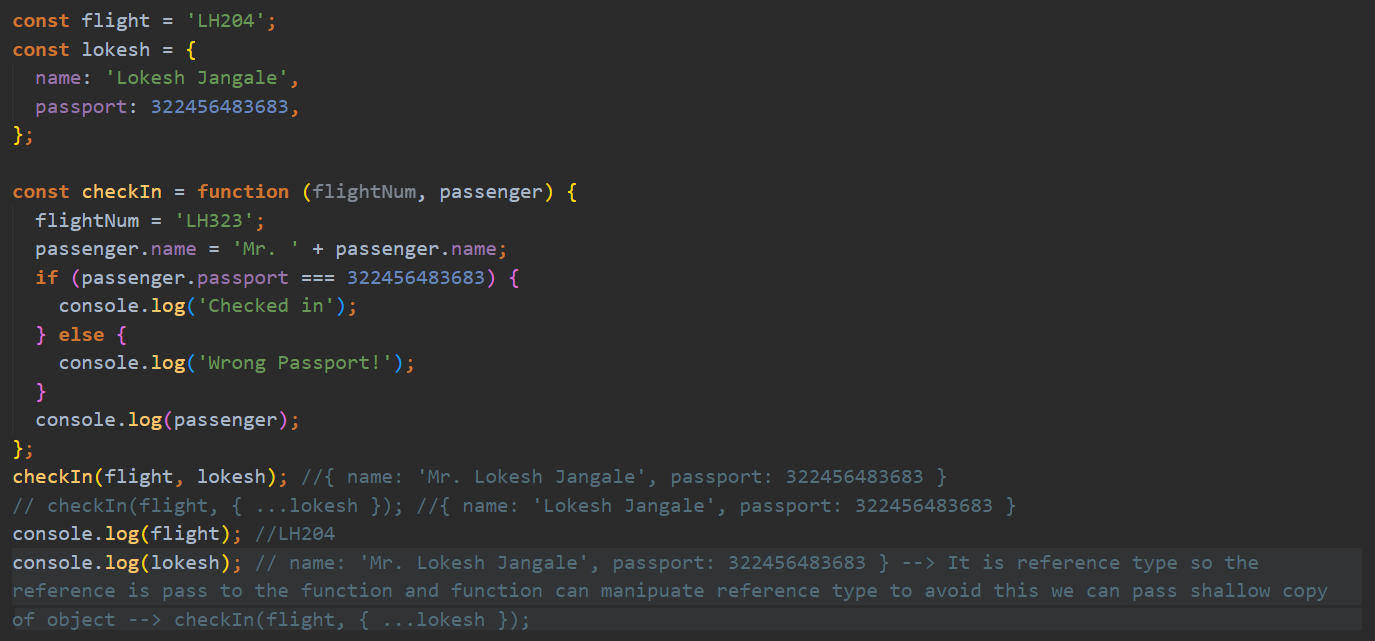 const flight = 'LH204';
const lokesh = {
  name: 'Lokesh Jangale',
  passport: 322456483683,
};

const checkIn = function (flightNum, passenger) {
  flightNum = 'LH323';
  passenger.name = 'Mr. ' + passenger.name;
  if (passenger.passport === 322456483683) {
    console.log('Checked in');
  } else {
    console.log('Wrong Passport!');
  }
  console.log(passenger);
};
checkIn(flight, lokesh); //{ name: 'Mr. Lokesh Jangale', passport: 322456483683 }
// checkIn(flight, { ...lokesh }); //{ name: 'Lokesh Jangale', passport: 322456483683 }
console.log(flight); //LH204
console.log(lokesh); // name: 'Mr. Lokesh Jangale', passport: 322456483683 } --> It is reference type so the
reference is pass to the function and function can manipuate reference type to avoid this we can pass shallow copy
of object --> checkIn(flight, { ...lokesh });